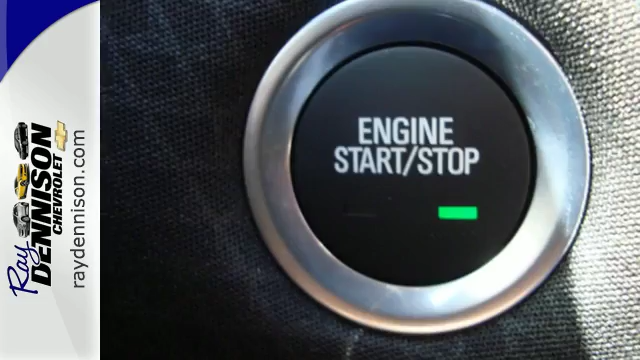 Ray
DENNISON
CHEVROLET
raydennison.com
ENGINE
START/STOP